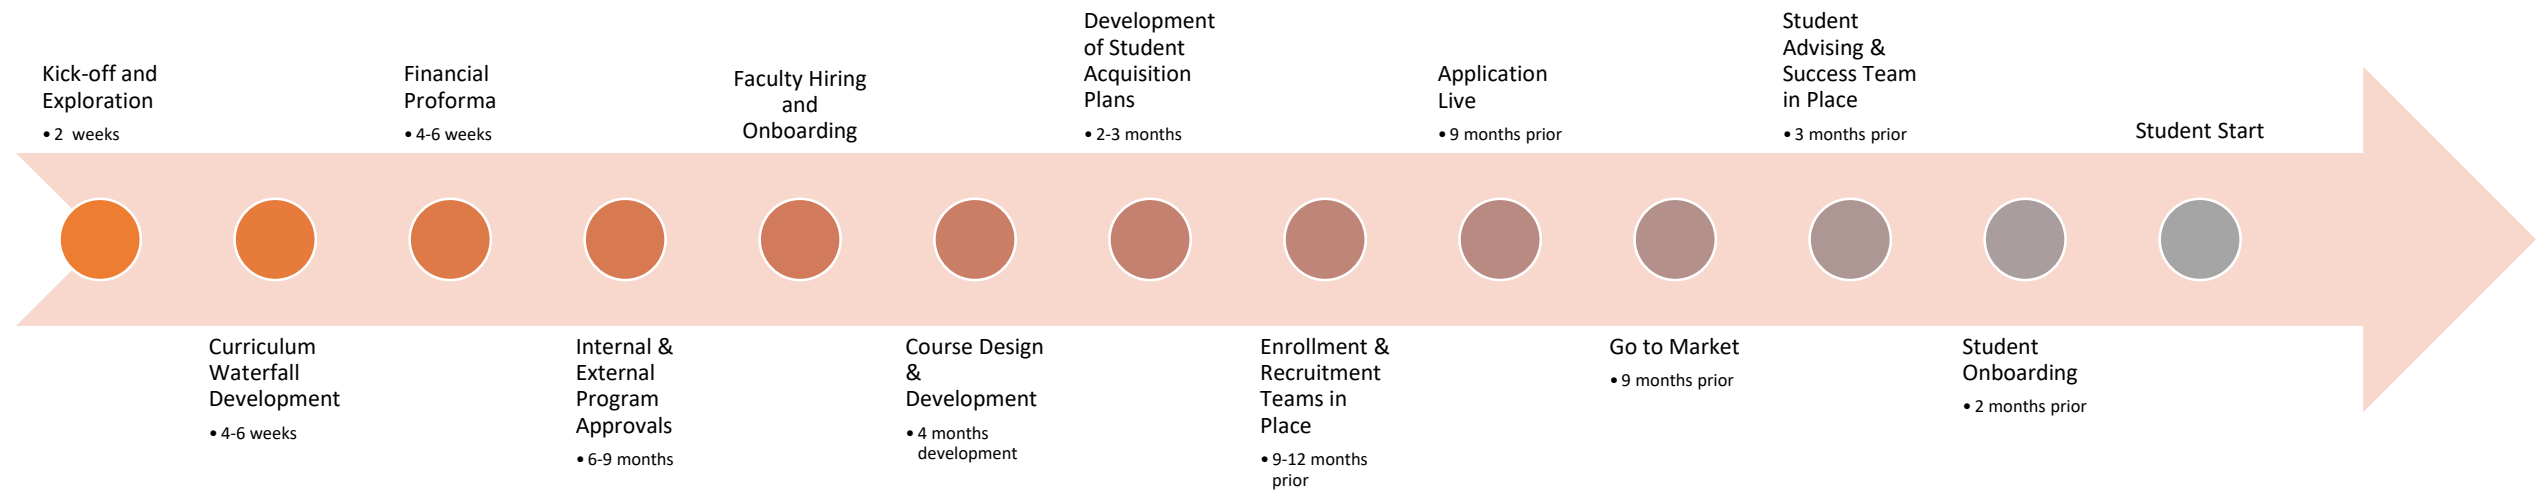 Kick-off and
Exploration
• 2  weeks
Curriculum
Waterfall
Development
• 4-6 weeks
Financial
Proforma
• 4-6 weeks
Internal &
External
Program
Approvals
• 6-9 months
Faculty Hiring
and
Onboarding
Course Design
&
Development
• 4 months
development
Development
of Student
Acquisition
Plans
• 2-3 months
Enrollment &
Recruitment
Teams in
Place
• 9-12 months
prior
Application
Live
• 9 months prior
Go to Market
• 9 months prior
Student
Advising &
Success Team
in Place
• 3 months prior
Student
Onboarding
• 2 months prior
Student Start